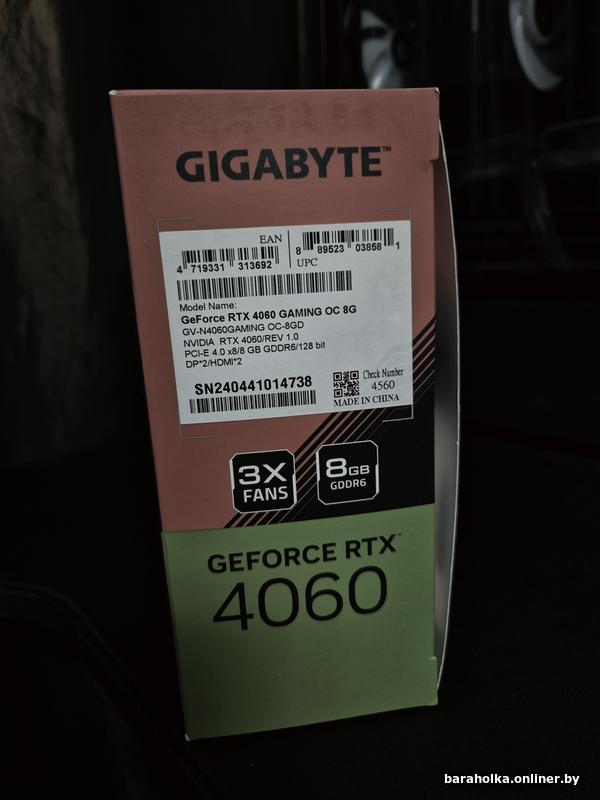 GIGABYTE™
EAN
4 719331 313692
8 89523 03858 1
UPC
Model Name:
GeForce RTX 4060 GAMING OC 8G
GV-N4060GAMING OC-8GD
NVIDIA RTX 4060/REV 1.0
PCI-E 4.0 x8/8 GB GDDR6/128 bit
DP*2/HDMI*2
SN240441014738
Check Number
4560
MADE IN CHINA
3X
FANS
8GB
GDDR6
GEFORCE RTX™
4060
baraholka.onliner.by